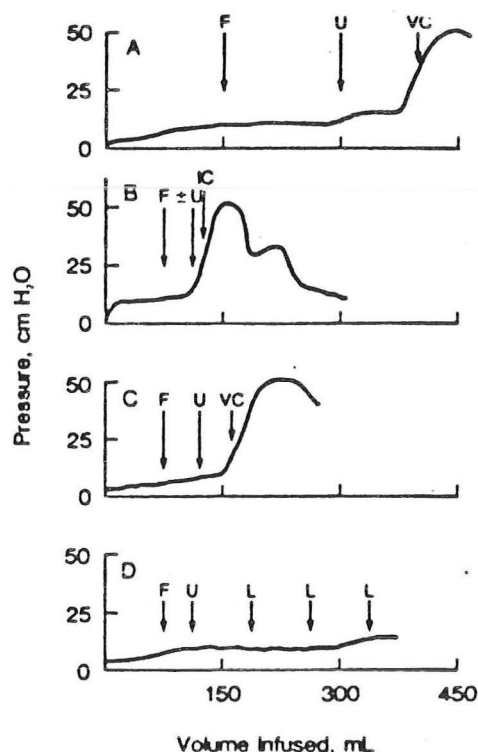 Pressure, cm H₂O
F U VC
A
50
25
0
IC
B F ± U
50
25
0
C F U VC
50
25
0
D F U L L L
50
25
0
150 300 450
Volume Infused, mL